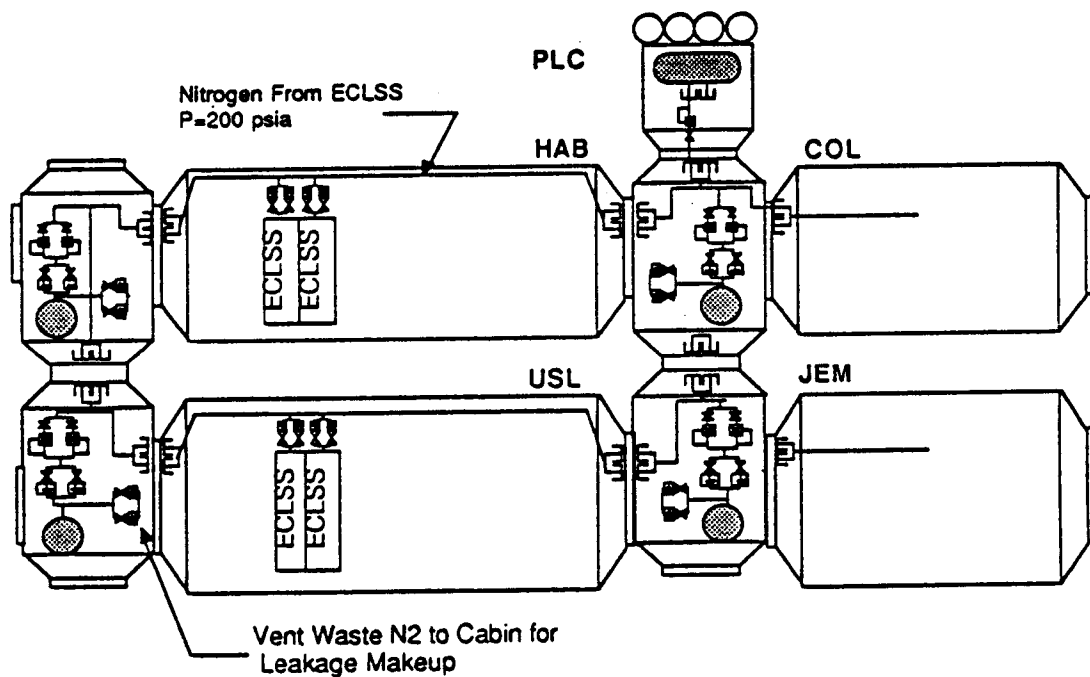 PLC
Nitrogen From ECLSS
P=200 psia
HAB
COL
ECLSS
ECLSS
USL
JEM
ECLSS
ECLSS
Vent Waste N2 to Cabin for
Leakage Makeup